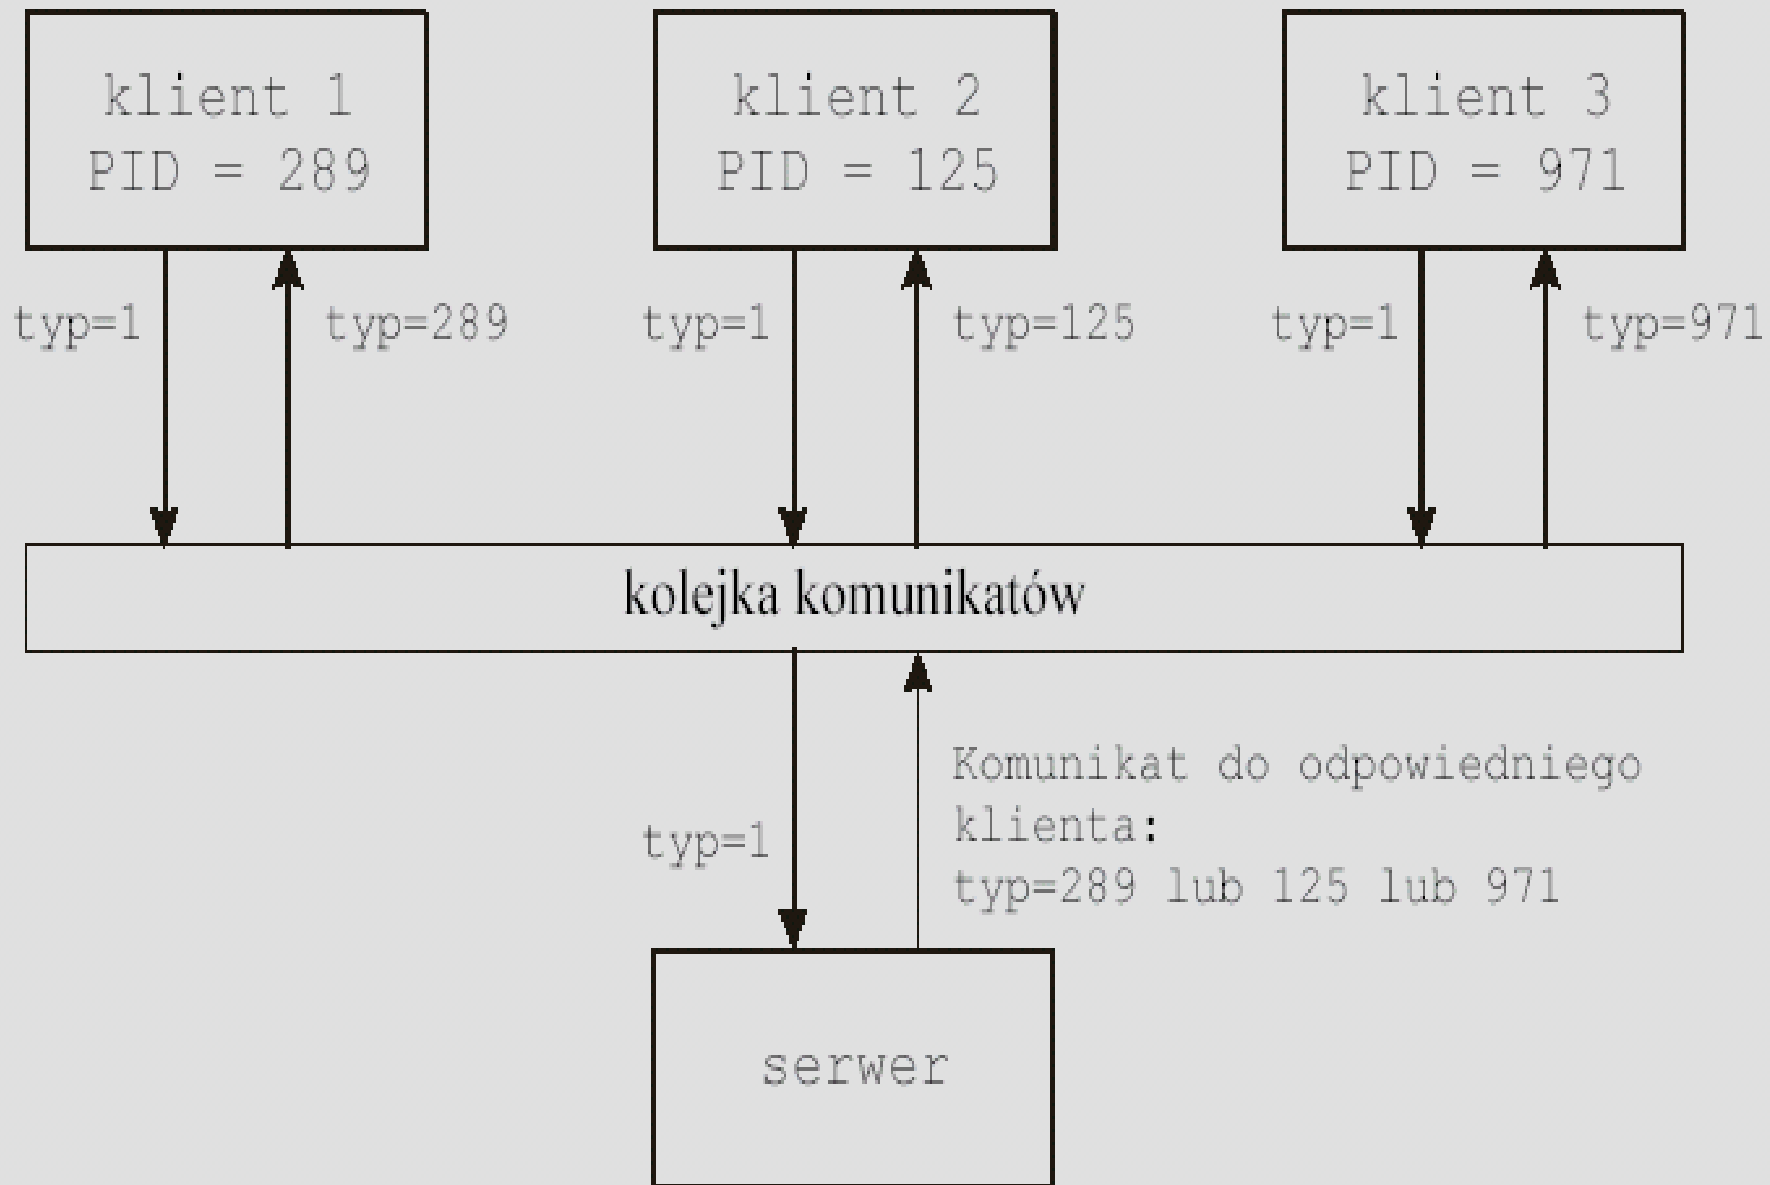 klient 1
PID = 289
klient 2
PID = 125
klient 3
PID = 971
typ=1
typ=289
typ=1
typ=125
typ=1
typ=971
kolejka komunikatów
typ=1
Komunikat do odpowiedniego
klienta:
typ=289 lub 125 lub 971
serwer